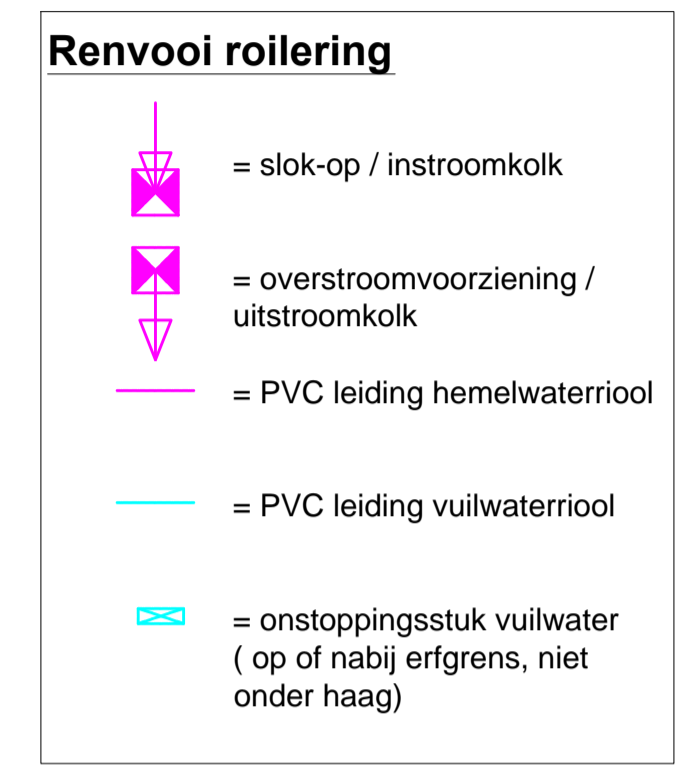 Renvooi roilering
= slok-op / instroomkolk
= overstroomvoorziening /
uitstroomkolk
= PVC leiding hemelwaterriool
= PVC leiding vuilwaterriool
= onstoppingsstuk vuilwater
( op of nabij erfgrens, niet
onder haag)